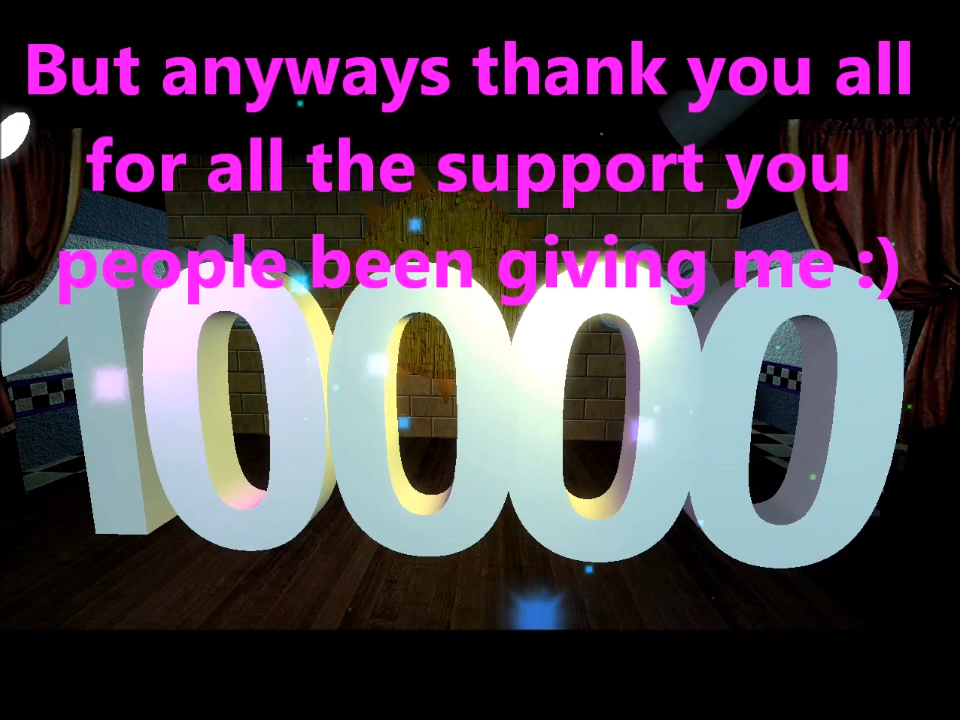 But anyways thank you all
for all the support you
people been giving me :)
10000